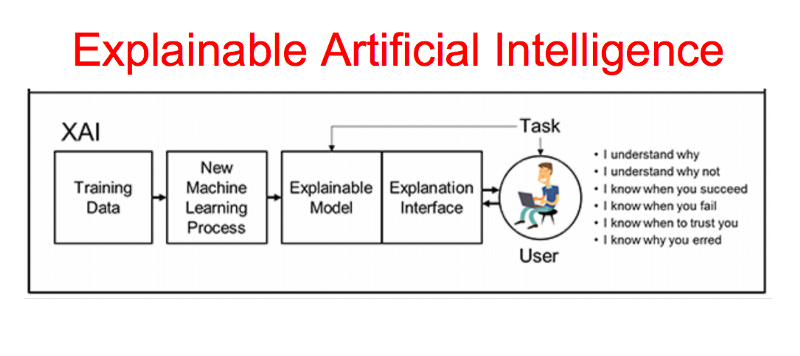 Explainable Artificial Intelligence
XAI
Training
Data
New
Machine
Learning
Process
Explainable
Model
Explanation
Interface
Task
User
• I understand why
• I understand why not
• I know when you succeed
• I know when you fail
• I know when to trust you
• I know why you erred